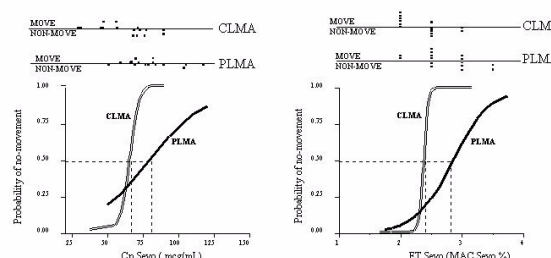 MOVE
NON-MOVE
CLMA
MOVE
NON-MOVE
PLMA
Probability of no-movement
1.00
0.75
0.50
0.25
0.00
CLMA
PLMA
25
50
75
100
125
150
Cp Sevo ( mcg/mL)
MOVE
NON-MOVE
CLM
MOVE
NON-MOVE
PLM
Probability of no-movement
1.00
0.75
0.50
0.25
0.00
CLMA
PLMA
1
2
3
4
ET Sevo (MAC Sevo %)